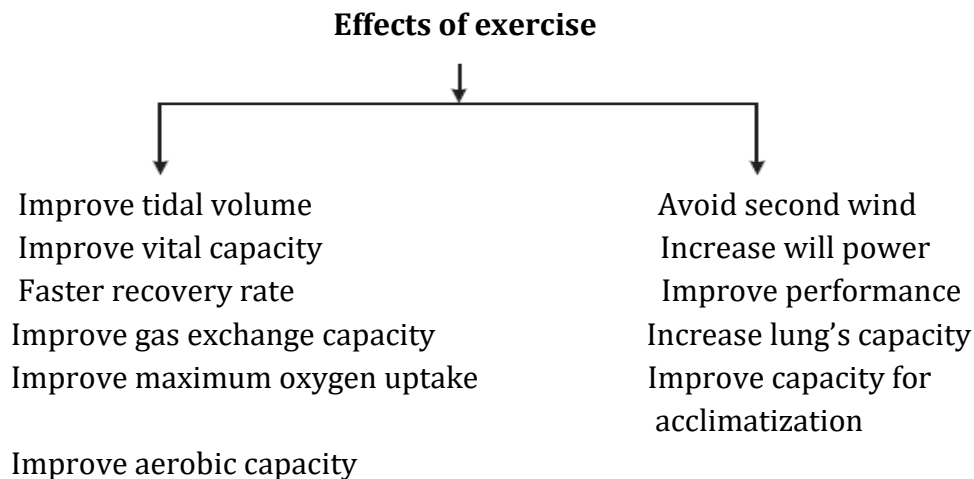 Effects of exercise
Improve tidal volume
Improve vital capacity
Faster recovery rate
Improve gas exchange capacity
Improve maximum oxygen uptake
Improve aerobic capacity
Avoid second wind
Increase will power
Improve performance
Increase lung’s capacity
Improve capacity for
acclimatization